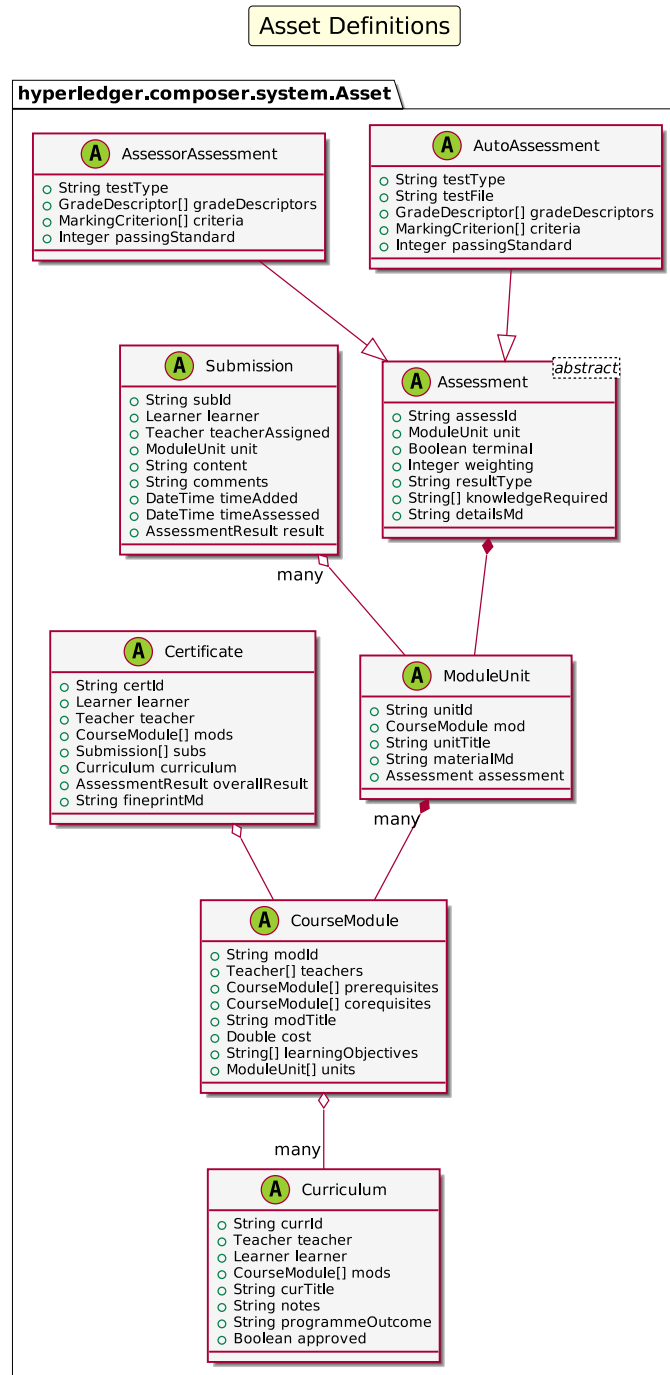 Asset Definitions
hyperledger.composer.system.Asset
A AssessorAssessment
String testType
GradeDescriptor[] gradeDescriptors
MarkingCriterion[] criteria
Integer passingStandard
A AutoAssessment
String testType
String testFile
GradeDescriptor[] gradeDescriptors
MarkingCriterion[] criteria
Integer passingStandard
A Submission
String subId
Learner learner
Teacher teacherAssigned
ModuleUnit unit
String content
String comments
DateTime timeAdded
DateTime timeAssessed
AssessmentResult result
A Assessment
abstract
String assessId
ModuleUnit unit
Boolean terminal
Integer weighting
String resultType
String[] knowledgeRequired
String detailsMd
many
A Certificate
String certId
Learner learner
Teacher teacher
CourseModule[] mods
Submission[] subs
Curriculum curriculum
AssessmentResult overallResult
String fineprintMd
A ModuleUnit
String unitId
CourseModule mod
String unitTitle
String materialMd
Assessment assessment
many
A CourseModule
String modId
Teacher[] teachers
CourseModule[] prerequisites
CourseModule[] corequisites
String modTitle
Double cost
String[] learningObjectives
ModuleUnit[] units
many
A Curriculum
String currId
Teacher teacher
Learner learner
CourseModule[] mods
String curTitle
String notes
String programmeOutcome
Boolean approved